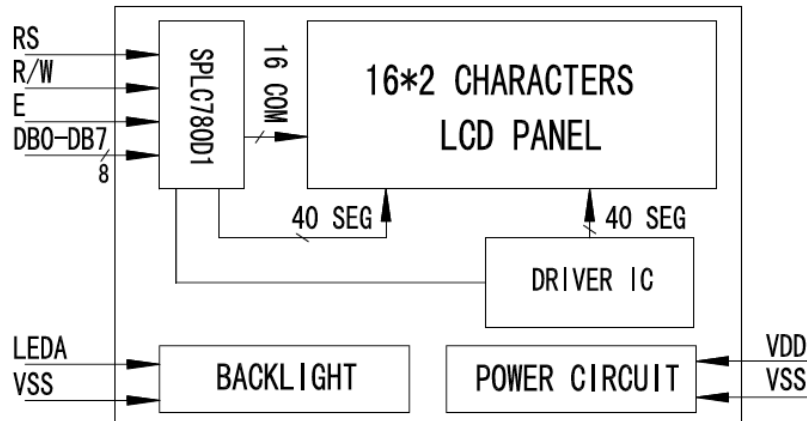 RS
R/W
E
DB0-DB7
8
SPLC780D1
16 COM
16*2 CHARACTERS
LCD PANEL
40 SEG
40 SEG
DRIVER IC
LEDA
VSS
BACKLIGHT
POWER CIRCUIT
VDD
VSS